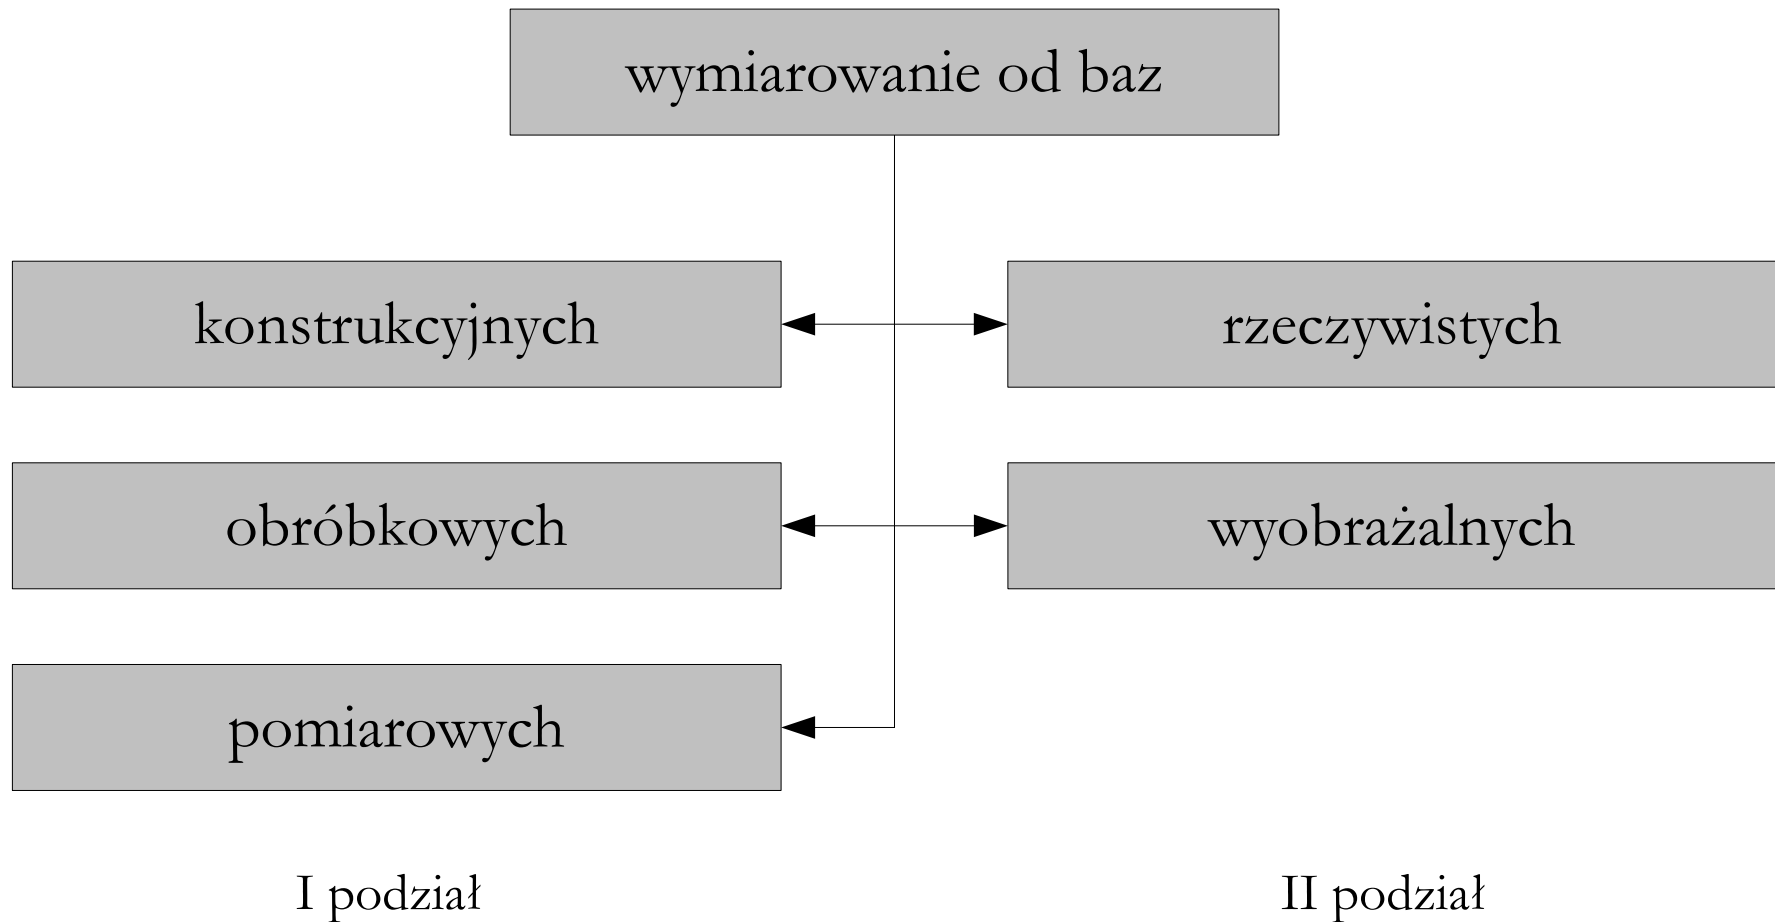 wymiarowanie od baz
konstrukcyjnych
rzeczywistych
obróbkowych
wyobrażalnych
pomiarowych
I podział
II podział